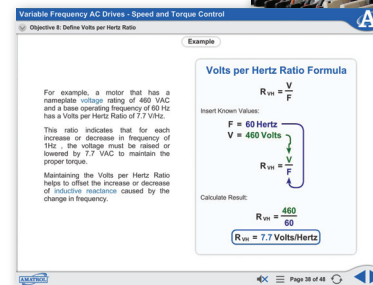 Variable Frequency AC Drives - Speed and Torque Control
Objective 8: Define Volts per Hertz Ratio
Example
For example, a motor that has a
nameplate voltage rating of 460 VAC
and a base operating frequency of 60 Hz
has a Volts per Hertz Ratio of 7.7 V/Hz.
This ratio indicates that for each
increase or decrease in frequency of
1Hz , the voltage must be raised or
lowered by 7.7 VAC to maintain the
proper torque.
Maintaining the Volts per Hertz Ratio
helps to offset the increase or decrease
of inductive reactance caused by the
change in frequency.
Volts per Hertz Ratio Formula
R VH = V
F
Insert Known Values:
F = 60 Hertz
V = 460 Volts
R VH = V
F
Calculate Result:
R VH = 460
60
R VH = 7.7 Volts/Hertz
AMATROL
Page 38 of 48